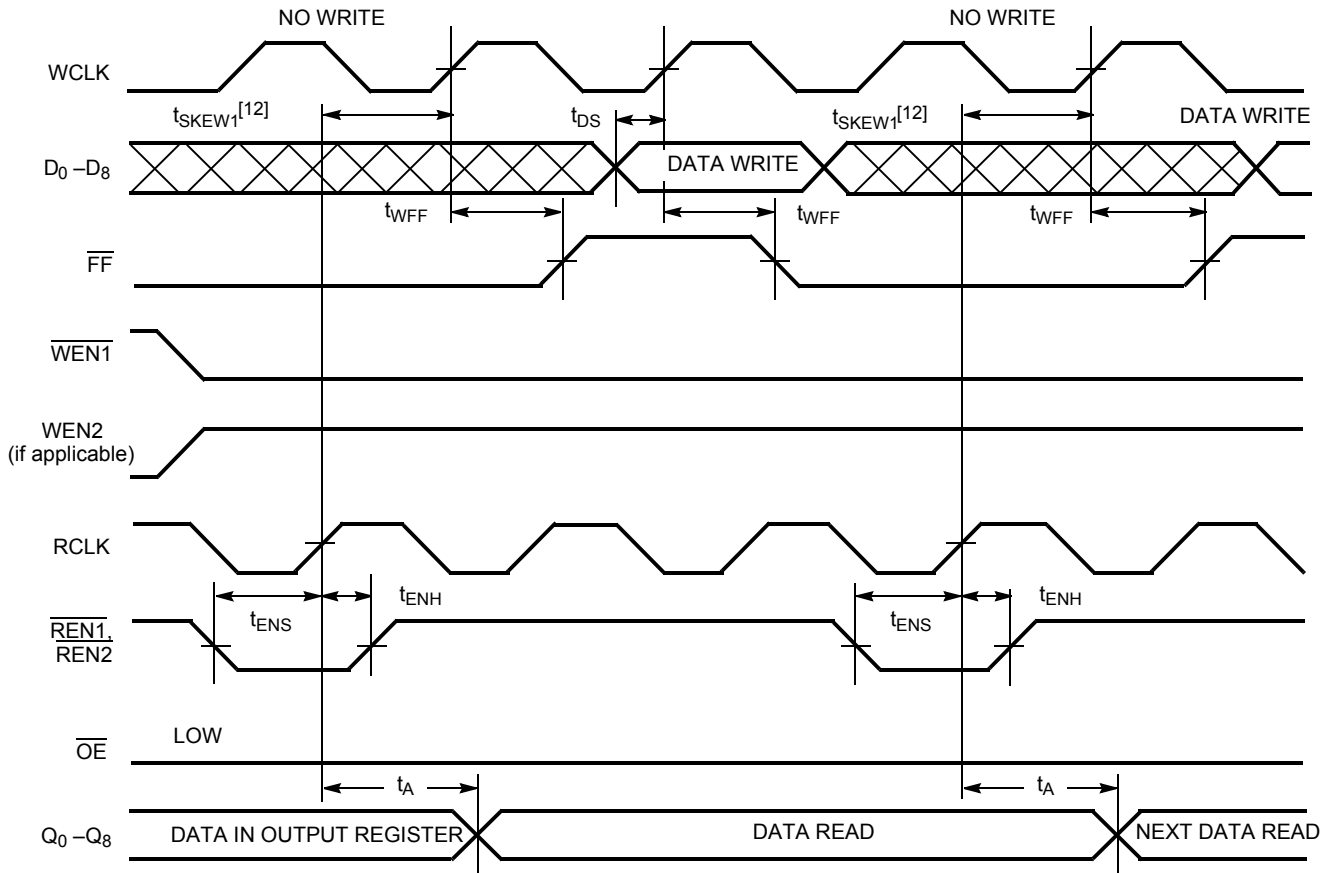 NO WRITE NO WRITE
WCLK
tSKEW1[12] tDS tSKEW1[12] DATA WRITE
D0 –D8 DATA WRITE
tWFF tWFF tWFF
FF
WEN1
WEN2
(if applicable)
RCLK
tENS tENH tENS tENH
REN1,
REN2
OE LOW
tA tA
Q0 –Q8 DATA IN OUTPUT REGISTER DATA READ NEXT DATA READ